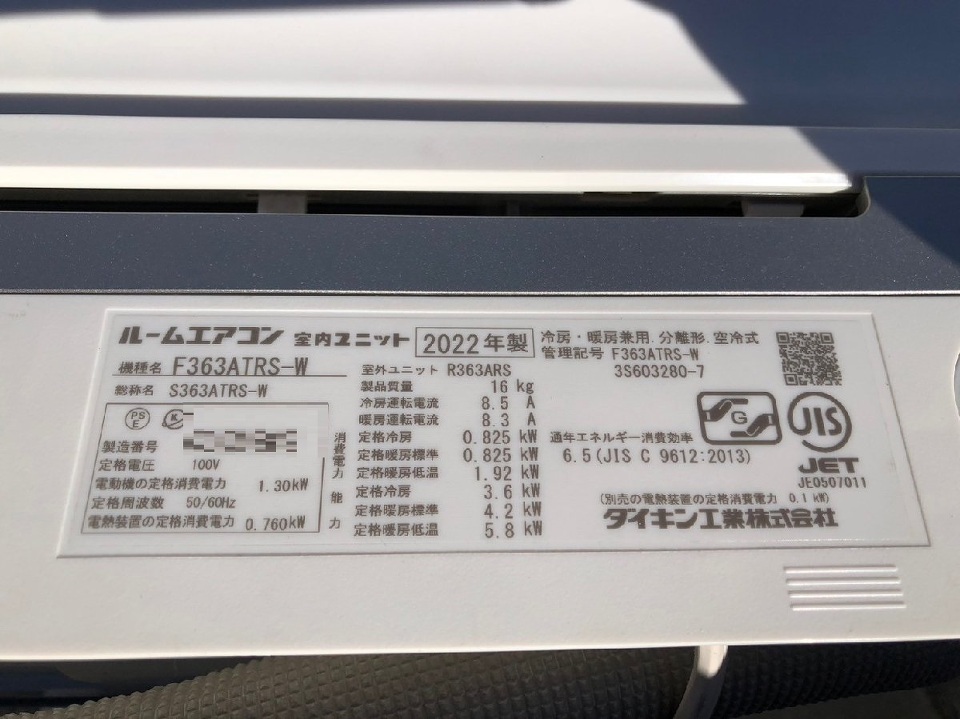 ルームエアコン 室内ユニット 2022年製
機種名 F363ATRS-W
総称名 S363ATRS-W
PS
E
製造番号
定格電圧 100V
電動機の定格消費電力 1.30kW
定格周波数 50/60Hz
電熱装置の定格消費電力 0.760kW
室外ユニット R363ARS
製品質量 16 kg
冷房運転電流 8.5 A
暖房運転電流 8.3 A
消費電力
定格冷房 0.825 kW
定格暖房標準 0.825 kW
定格暖房低温 1.92 kW
能力
定格冷房 3.6 kW
定格暖房標準 4.2 kW
定格暖房低温 5.8 kW
冷房・暖房兼用.分離形.空冷式
管理記号 F363ATRS-W
3S603280-7
G
JIS
通年エネルギー消費効率
6.5(JIS C 9612:2013)
JET
JE0507011
(別売の電熱装置の定格消費電力 0.1 kW)
ダイキン工業株式会社